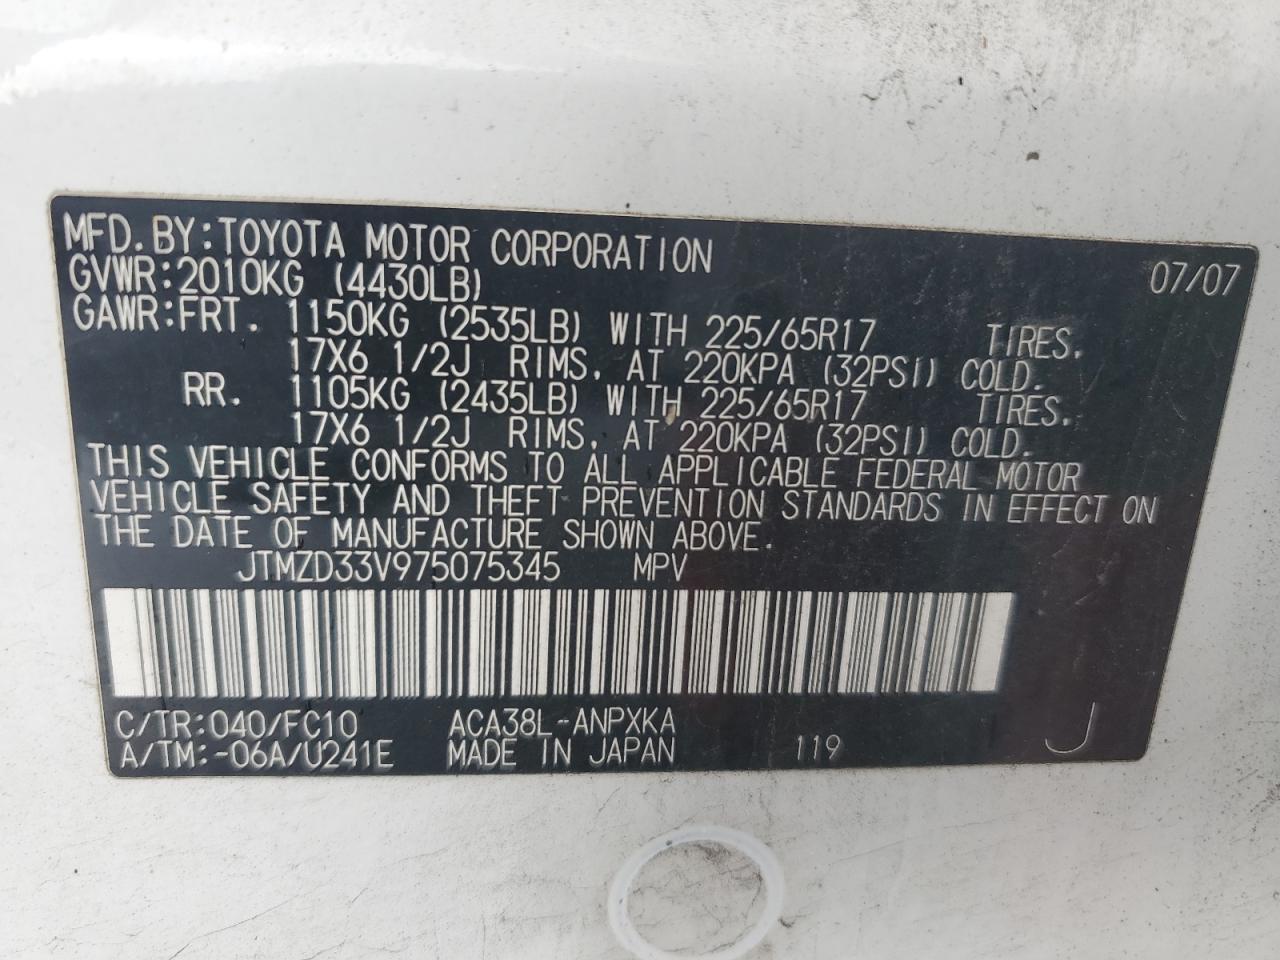 MFD. BY: TOYOTA MOTOR CORPORATION 07/07
GVWR: 2010KG (4430LB)
GAWR: FRT. 1150KG (2535LB) WITH 225/65R17 TIRES,
17X6 1/2J RIMS, AT 220KPA (32PSI) COLD.
RR. 1105KG (2435LB) WITH 225/65R17 TIRES,
17X6 1/2J RIMS, AT 220KPA (32PSI) COLD.
THIS VEHICLE CONFORMS TO ALL APPLICABLE FEDERAL MOTOR
VEHICLE SAFETY AND THEFT PREVENTION STANDARDS IN EFFECT ON
THE DATE OF MANUFACTURE SHOWN ABOVE.
JTMZD33V975075345 MPV
C/TR: 040/FC10 ACA38L-ANPXKA
A/TM: -06A/U241E MADE IN JAPAN 119 J